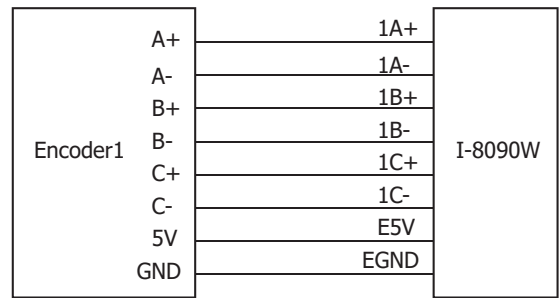 A+ 1A+
A- 1A-
B+ 1B+
Encoder1 B- 1B- I-8090W
C+ 1C+
C- 1C-
5V E5V
GND EGND